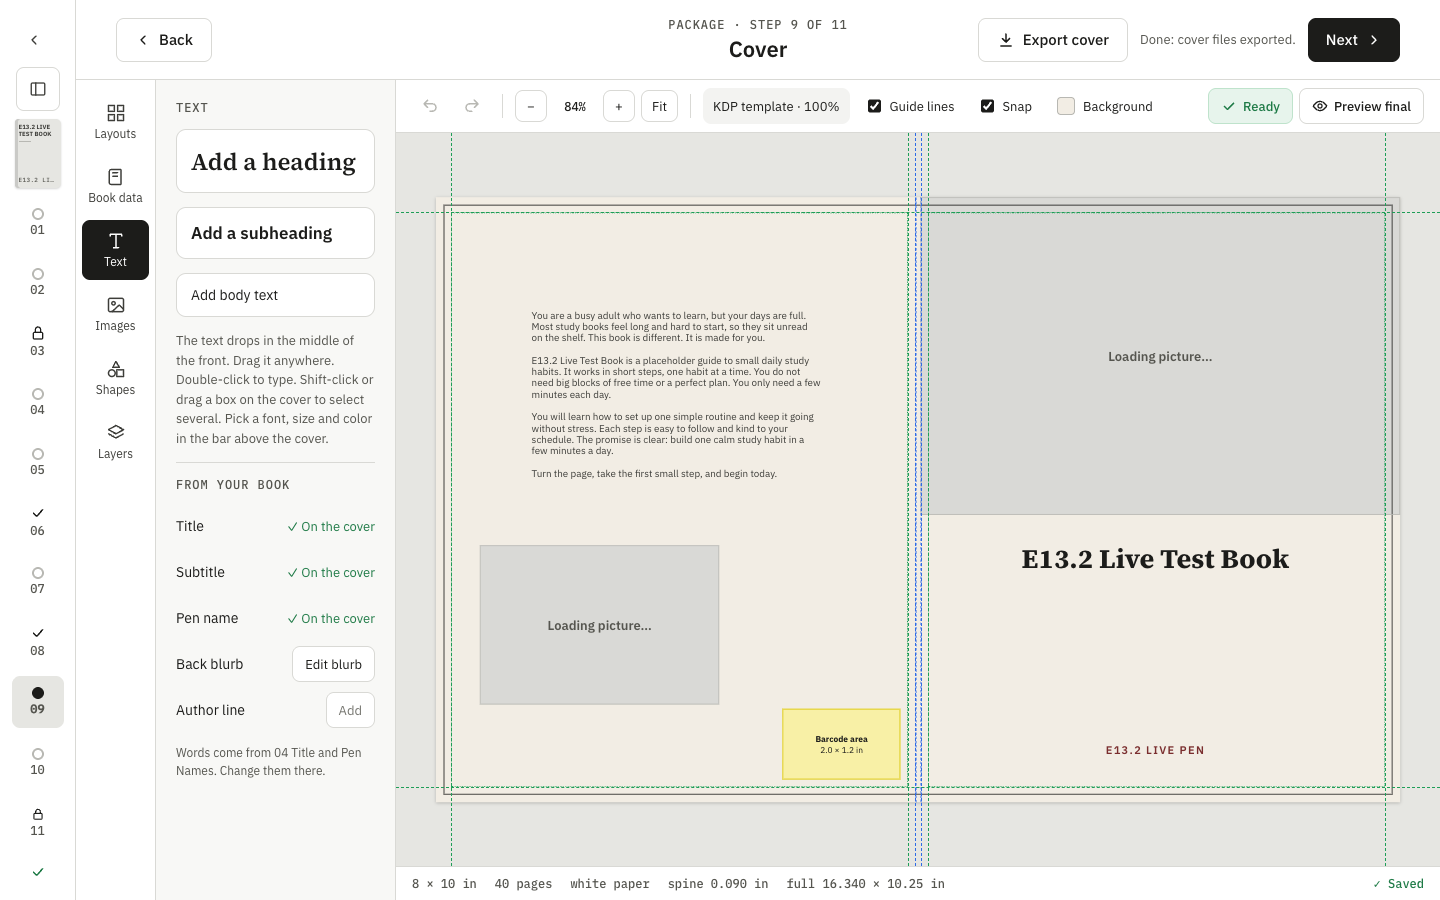 Back
PACKAGE · STEP 9 OF 11
Cover
Export cover
Done: cover files exported.
Next
E13.2 LIVE
TEST BOOK
E13.2 LI…
01
02
03
04
05
06
07
08
09
10
11
Layouts
Book data
Text
Images
Shapes
Layers
TEXT
Add a heading
Add a subheading
Add body text
The text drops in the middle of
the front. Drag it anywhere.
Double-click to type. Shift-click or
drag a box on the cover to select
several. Pick a font, size and color
in the bar above the cover.
FROM YOUR BOOK
Title ✓ On the cover
Subtitle ✓ On the cover
Pen name ✓ On the cover
Back blurb Edit blurb
Author line Add
Words come from 04 Title and Pen
Names. Change them there.
− 84% + Fit KDP template · 100% Guide lines Snap Background ✓ Ready Preview final
You are a busy adult who wants to learn, but your days are full.
Most study books feel long and hard to start, so they sit unread
on the shelf. This book is different. It is made for you.
E13.2 Live Test Book is a placeholder guide to small daily study
habits. It works in short steps, one habit at a time. You do not
need big blocks of free time or a perfect plan. You only need a few
minutes each day.
You will learn how to set up one simple routine and keep it going
without stress. Each step is easy to follow and kind to your
schedule. The promise is clear: build one calm study habit in a
few minutes a day.
Turn the page, take the first small step, and begin today.
Loading picture...
Barcode area
2.0 × 1.2 in
Loading picture...
E13.2 Live Test Book
E13.2 LIVE PEN
8 × 10 in 40 pages white paper spine 0.090 in full 16.340 × 10.25 in ✓ Saved